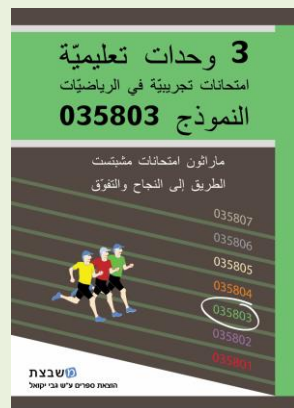 3 وحدات تعليميّة
امتحانات تجريبيّة في الرياضيّات
النموذج 035803
ماراثون امتحانات مشبتست
الطريق إلى النجاح والتفوّق
035807
035806
035805
035804
035803
035802
035801
משבצת
הוצאת ספרים ע"ש גבי יקואל